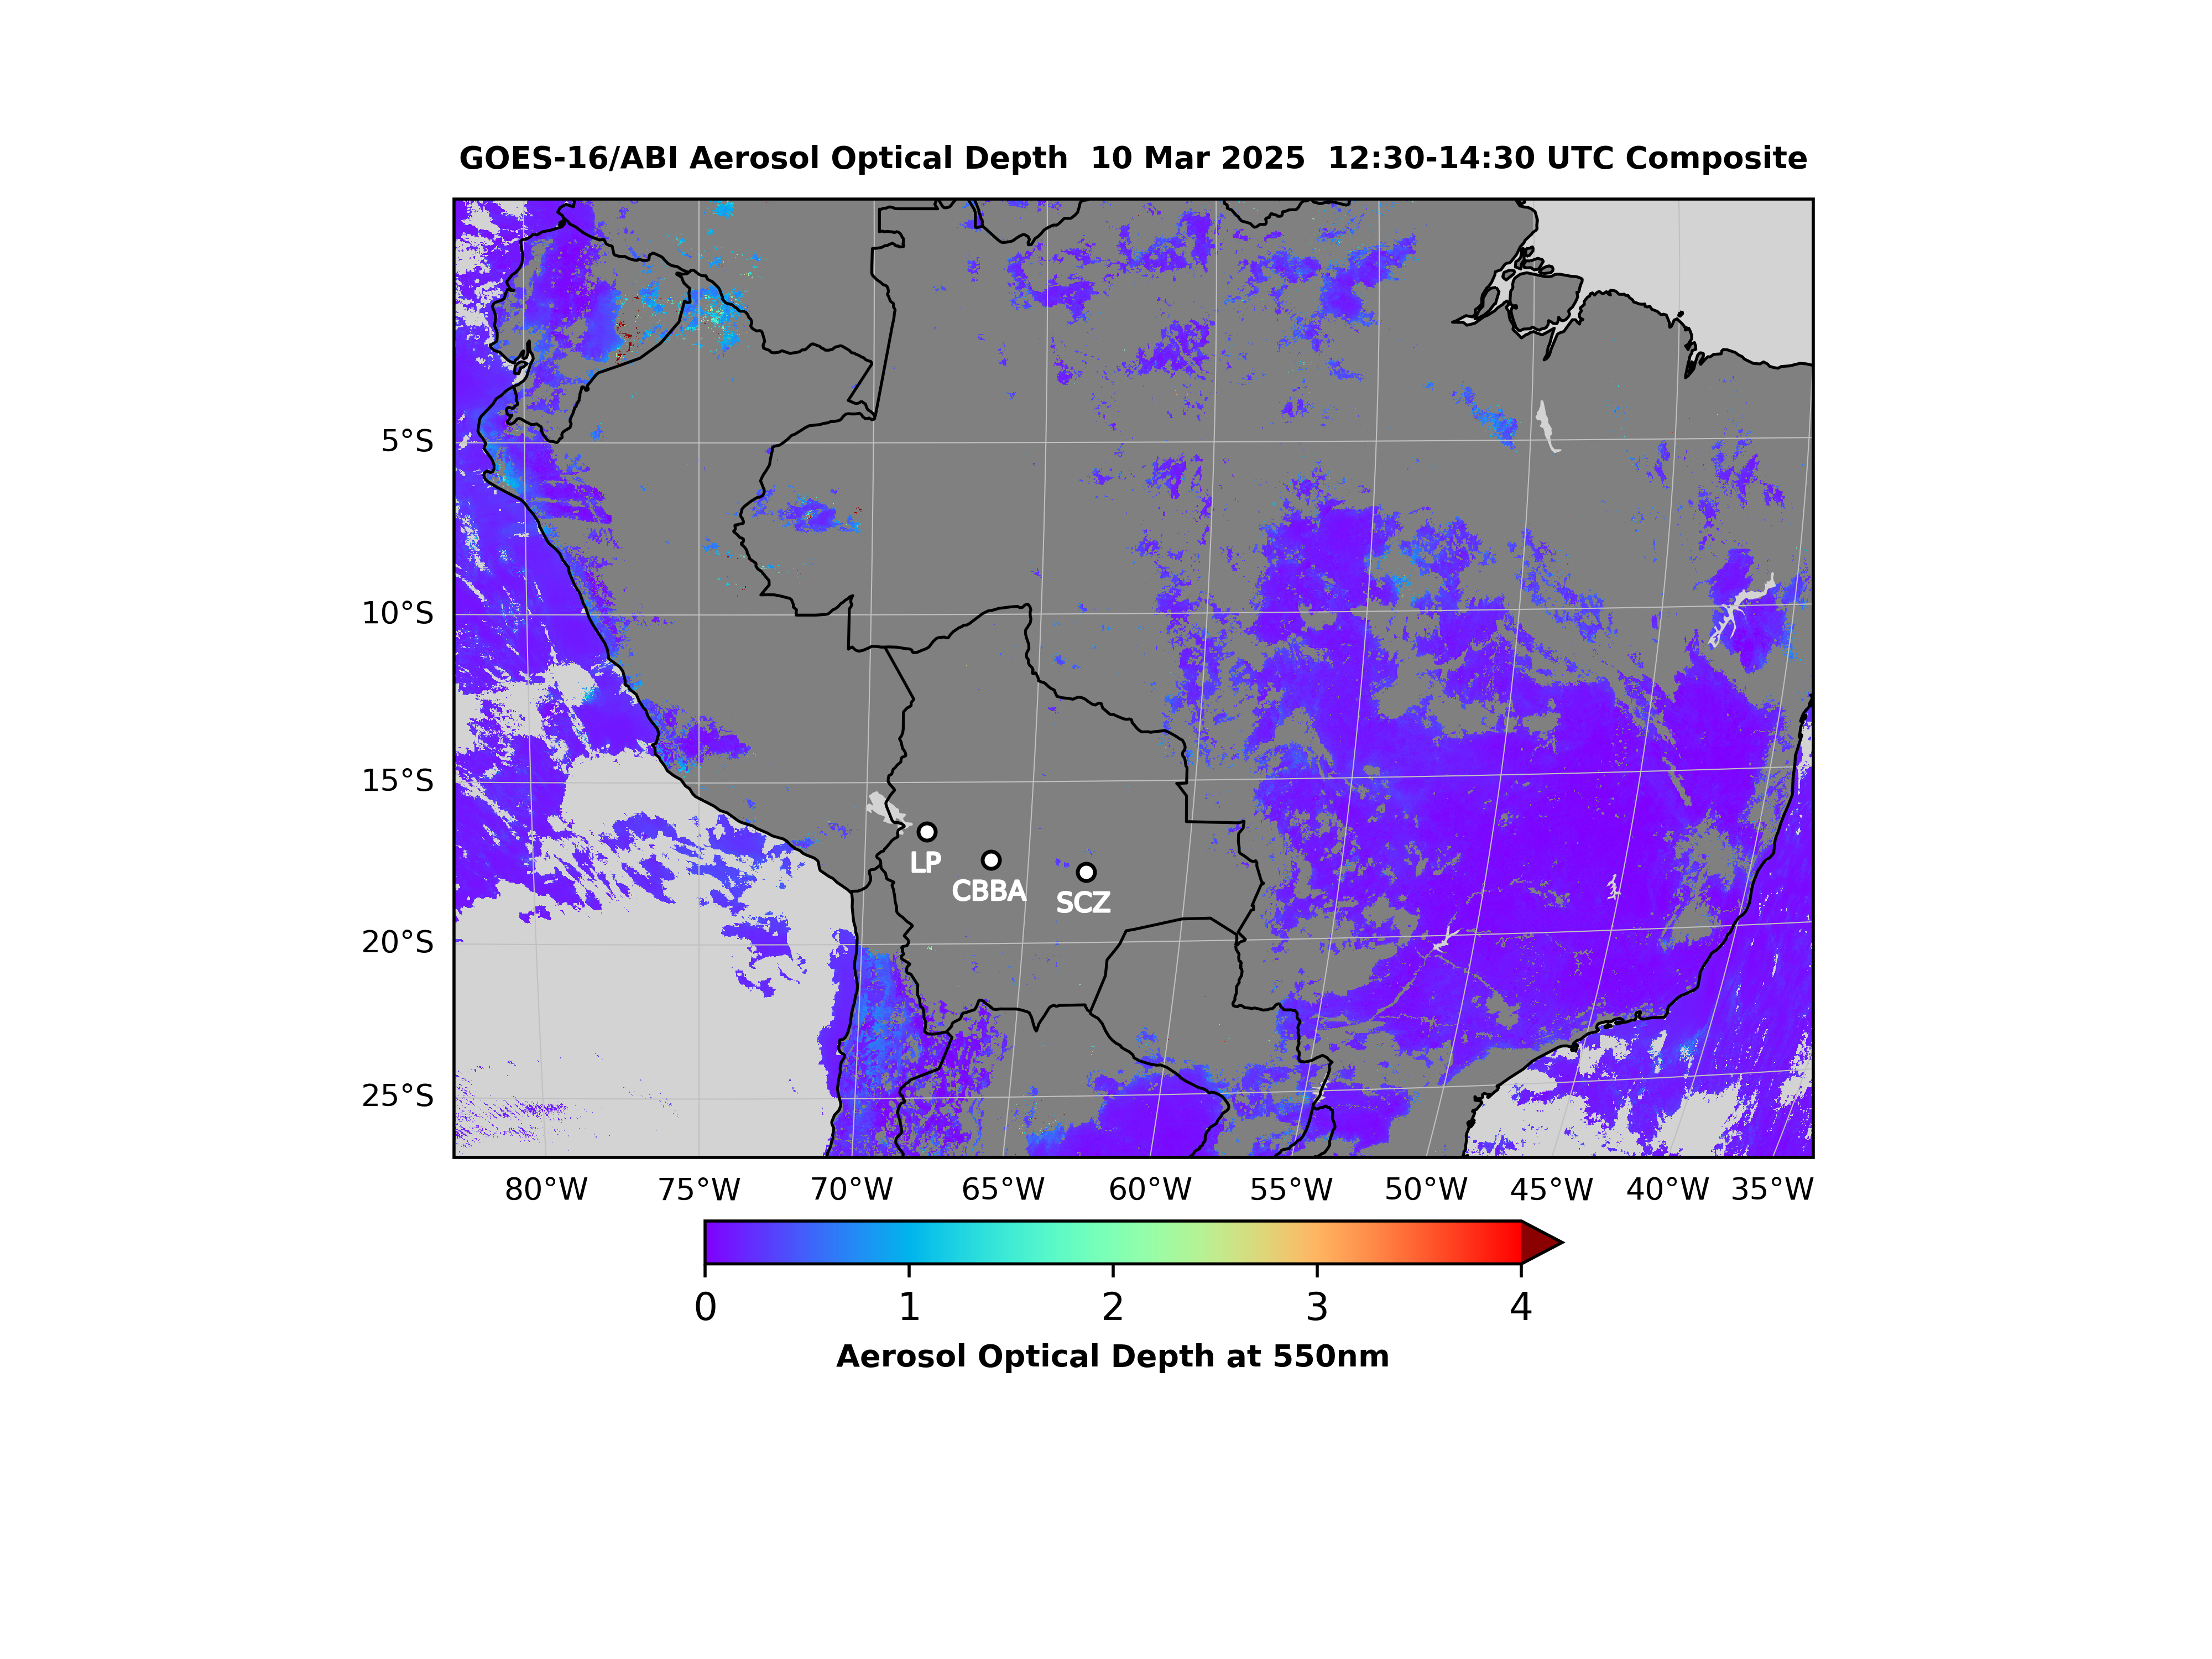 GOES-16/ABI Aerosol Optical Depth  10 Mar 2025  12:30-14:30 UTC Composite
5°S
10°S
15°S
LP
CBBA
SCZ
20°S
25°S
80°W 75°W 70°W 65°W 60°W 55°W 50°W 45°W 40°W 35°W
0 1 2 3 4
Aerosol Optical Depth at 550nm